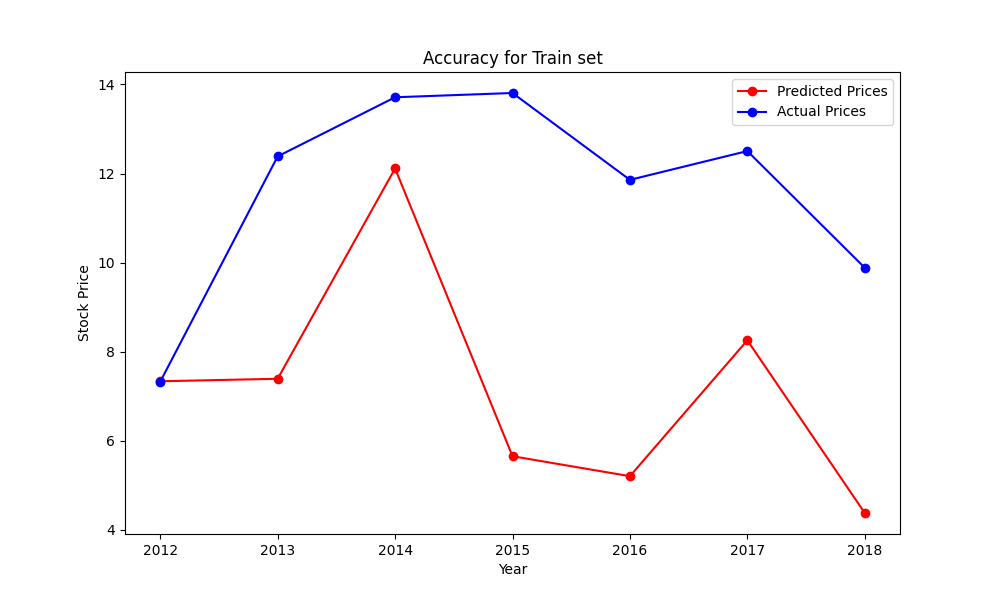 Accuracy for Train set
Predicted Prices
Actual Prices
Stock Price
14
12
10
8
6
4
2012 2013 2014 2015 2016 2017 2018
Year